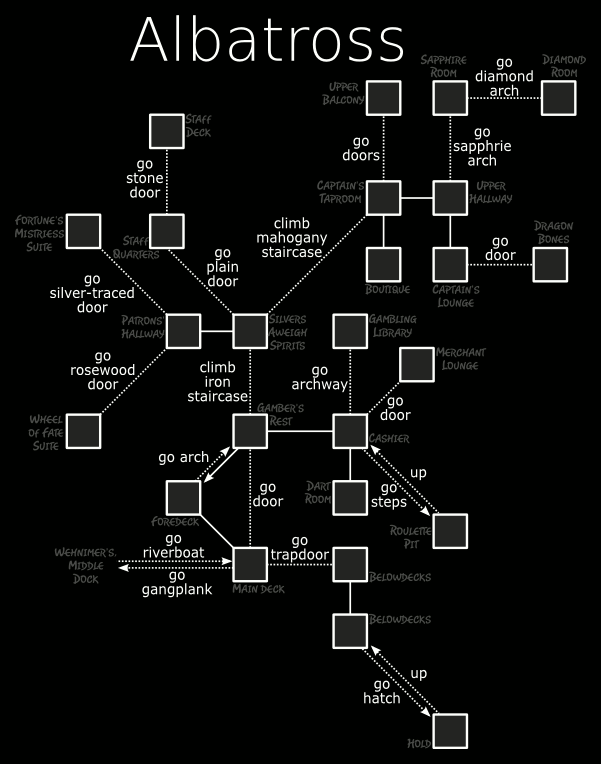 Albatross
SAPPHIRE
ROOM
go
diamond
arch
DIAMOND
ROOM
UPPER
BALCONY
go
doors
go
sapphrie
arch
STAFF
DECK
go
stone
door
CAPTAIN'S
TAPROOM
UPPER
HALLWAY
FORTUNE'S
MISTRIESS
SUITE
STAFF
QUARTERS
go
plain
door
climb
mahogany
staircase
go
door
DRAGON
BONES
BOUTIQUE
CAPTAIN'S
LOUNGE
go
silver-traced
door
PATRONS'
HALLWAY
SILVERS
AWEIGH
SPIRITS
GAMBLING
LIBRARY
go
rosewood
door
climb
iron
staircase
go
archway
MERCHANT
LOUNGE
go
door
WHEEL
OF FATE
SUITE
GAMBER'S
REST
CASHIER
go arch
go
door
DART
ROOM
go
steps
up
FOREDECK
ROULETTE
PIT
WEHNIMER'S,
MIDDLE
DOCK
go
riverboat
go
gangplank
go
trapdoor
MAIN DECK
BELOWDECKS
BELOWDECKS
go
hatch
up
HOLD